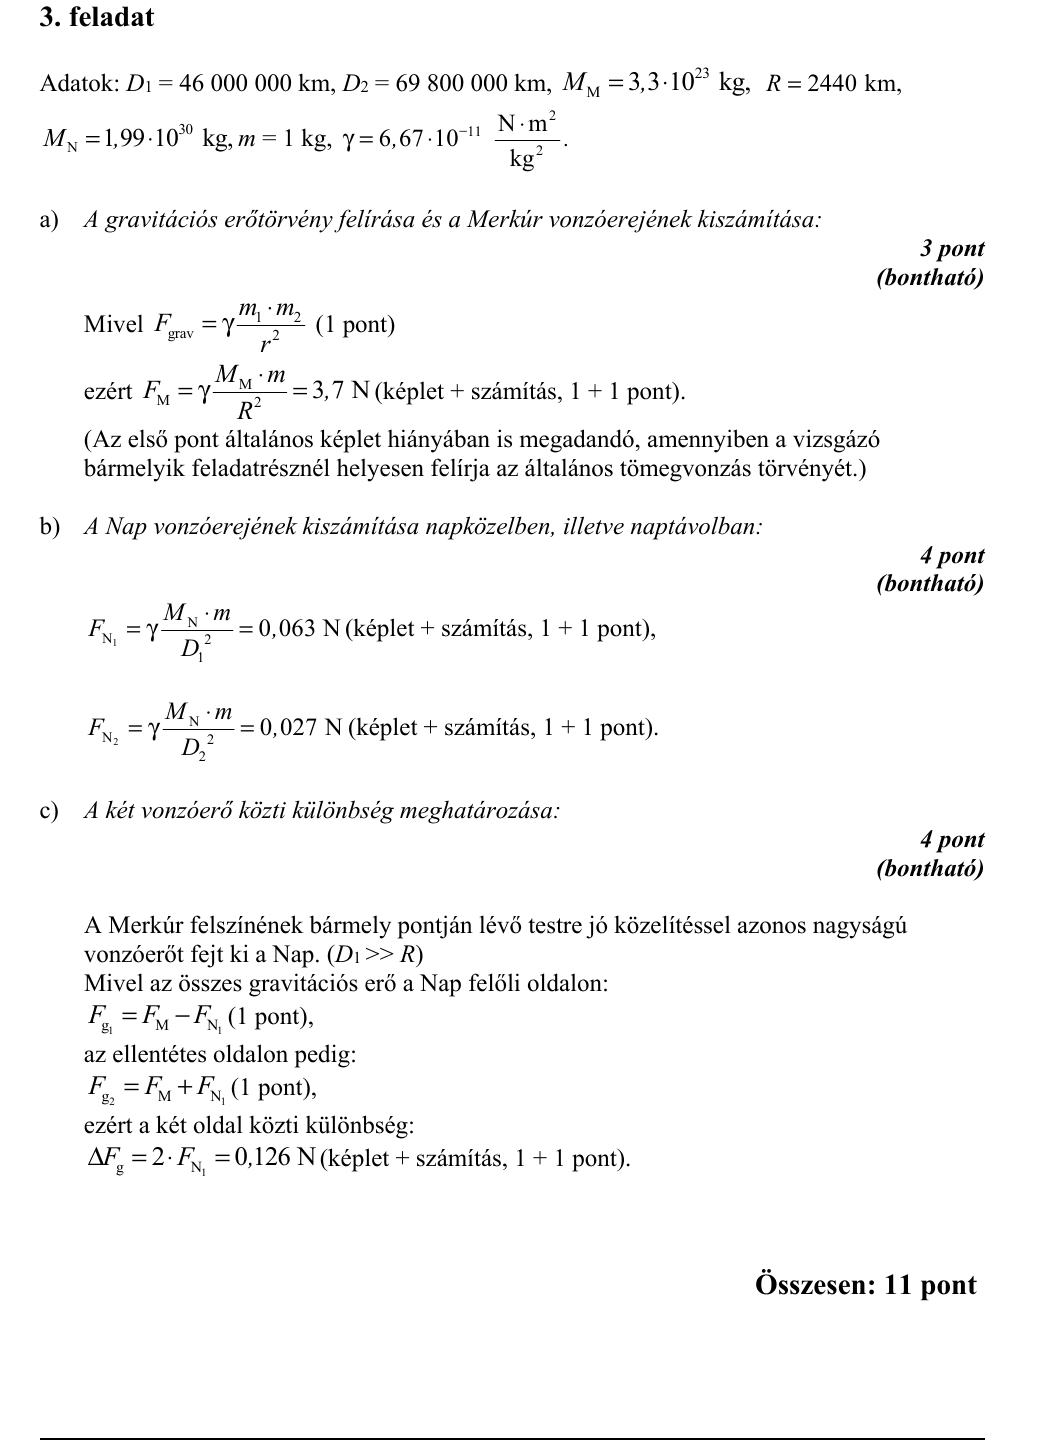 3. feladat
Adatok: D₁ = 46 000 000 km, D₂ = 69 800 000 km, M_M = 3,3·10²³ kg, R = 2440 km,
M_N = 1,99·10³⁰ kg, m = 1 kg, γ = 6,67·10⁻¹¹ N·m²/kg².
a) A gravitációs erőtörvény felírása és a Merkúr vonzóerejének kiszámítása:
3 pont
(bontható)
Mivel F_grav = γ m₁·m₂/r² (1 pont)
ezért F_M = γ M_M·m/R² = 3,7 N (képlet + számítás, 1 + 1 pont).
(Az első pont általános képlet hiányában is megadandó, amennyiben a vizsgázó
bármelyik feladatrésznél helyesen felírja az általános tömegvonzás törvényét.)
b) A Nap vonzóerejének kiszámítása napközelben, illetve naptávolban:
4 pont
(bontható)
F_N₁ = γ M_N·m/D₁² = 0,063 N (képlet + számítás, 1 + 1 pont),
F_N₂ = γ M_N·m/D₂² = 0,027 N (képlet + számítás, 1 + 1 pont).
c) A két vonzóerő közti különbség meghatározása:
4 pont
(bontható)
A Merkúr felszínének bármely pontján lévő testre jó közelítéssel azonos nagyságú
vonzóerőt fejt ki a Nap. (D₁ >> R)
Mivel az összes gravitációs erő a Nap felőli oldalon:
F_g₁ = F_M − F_N₁ (1 pont),
az ellentétes oldalon pedig:
F_g₂ = F_M + F_N₁ (1 pont),
ezért a két oldal közti különbség:
ΔF_g = 2·F_N₁ = 0,126 N (képlet + számítás, 1 + 1 pont).
Összesen: 11 pont